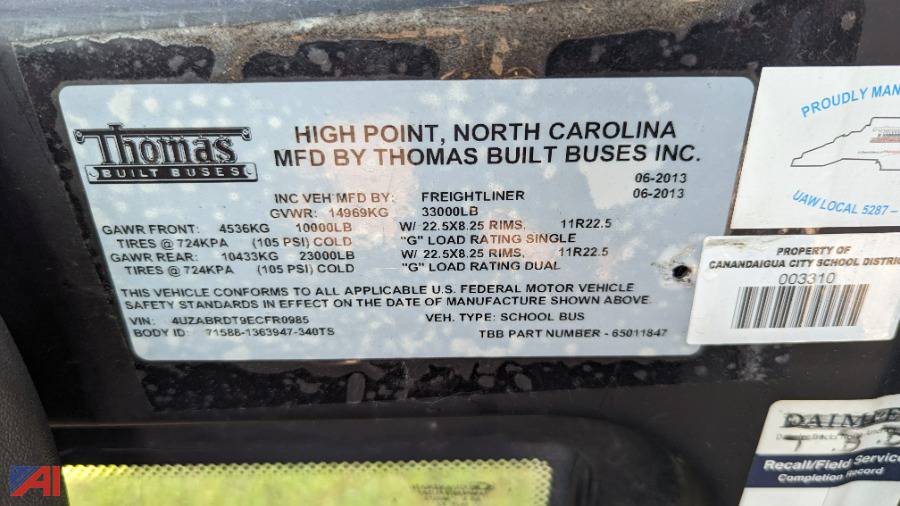 Thomas
BUILT BUSES
HIGH POINT, NORTH CAROLINA
MFD BY THOMAS BUILT BUSES INC.
06-2013
06-2013
INC VEH MFD BY: FREIGHTLINER
GVWR: 14969KG 33000LB
GAWR FRONT: 4536KG 10000LB W/ 22.5X8.25 RIMS, 11R22.5
TIRES @ 724KPA (105 PSI) COLD "G" LOAD RATING SINGLE
GAWR REAR: 10433KG 23000LB W/ 22.5X8.25 RIMS, 11R22.5
TIRES @ 724KPA (105 PSI) COLD "G" LOAD RATING DUAL
THIS VEHICLE CONFORMS TO ALL APPLICABLE U.S. FEDERAL MOTOR VEHICLE
SAFETY STANDARDS IN EFFECT ON THE DATE OF MANUFACTURE SHOWN ABOVE.
VIN: 4UZABRDT9ECFR0985 VEH. TYPE: SCHOOL BUS
BODY ID: 71588-1363947-340TS TBB PART NUMBER - 65011847
PROUDLY MAN
UAW LOCAL 5287 -
PROPERTY OF
CANANDAIGUA CITY SCHOOL DISTRIC
003310
DAIMLE
Recall/Field Service
Completion Record
AI